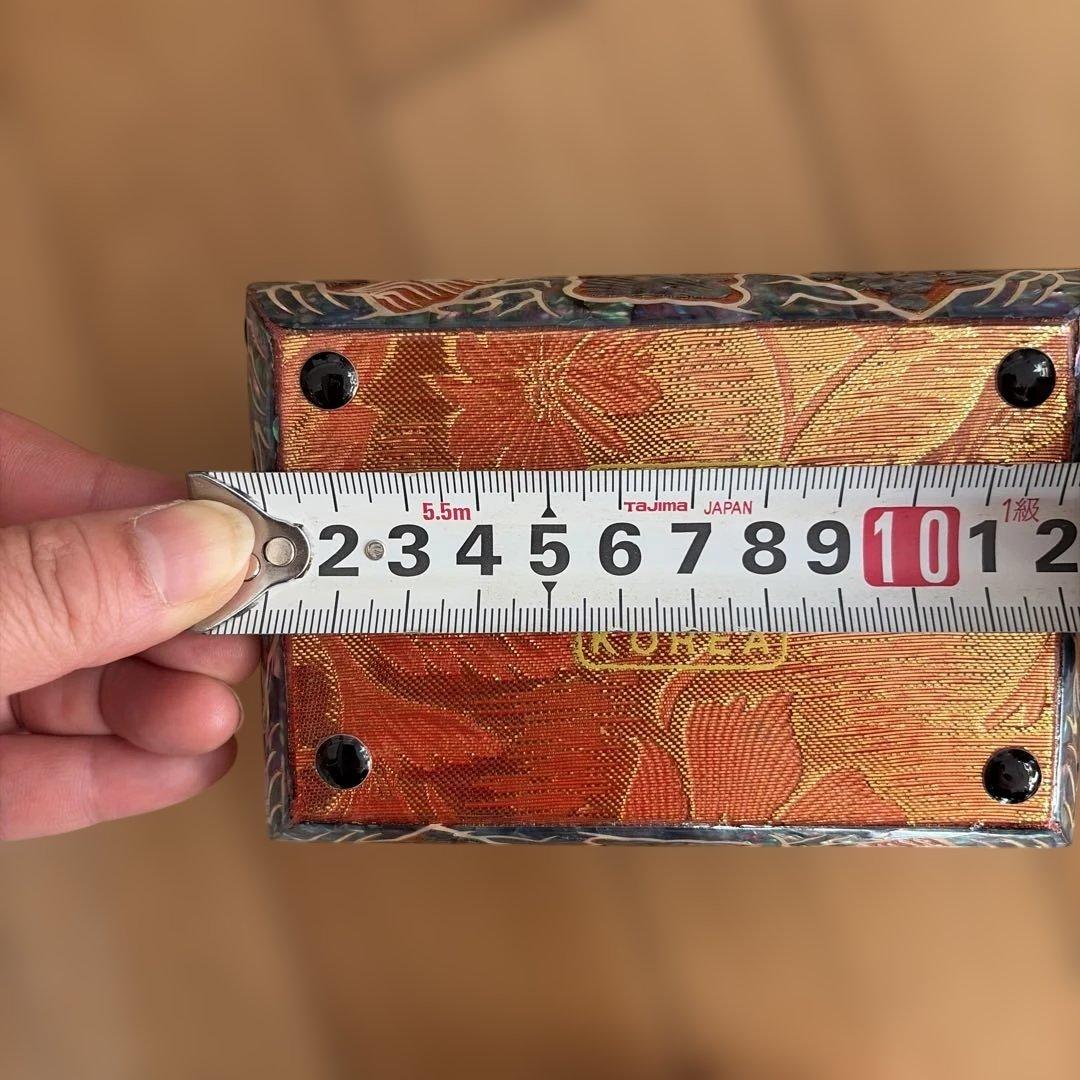 5.5m TaJima JAPAN 1級
2 3 4 5 6 7 8 9 10 1 2
KOREA